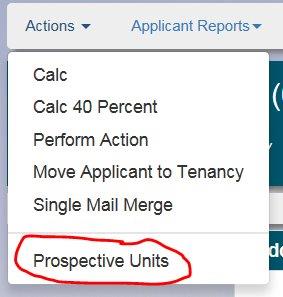 Actions Applicant Reports
Calc
Calc 40 Percent
Perform Action
Move Applicant to Tenancy
Single Mail Merge
Prospective Units